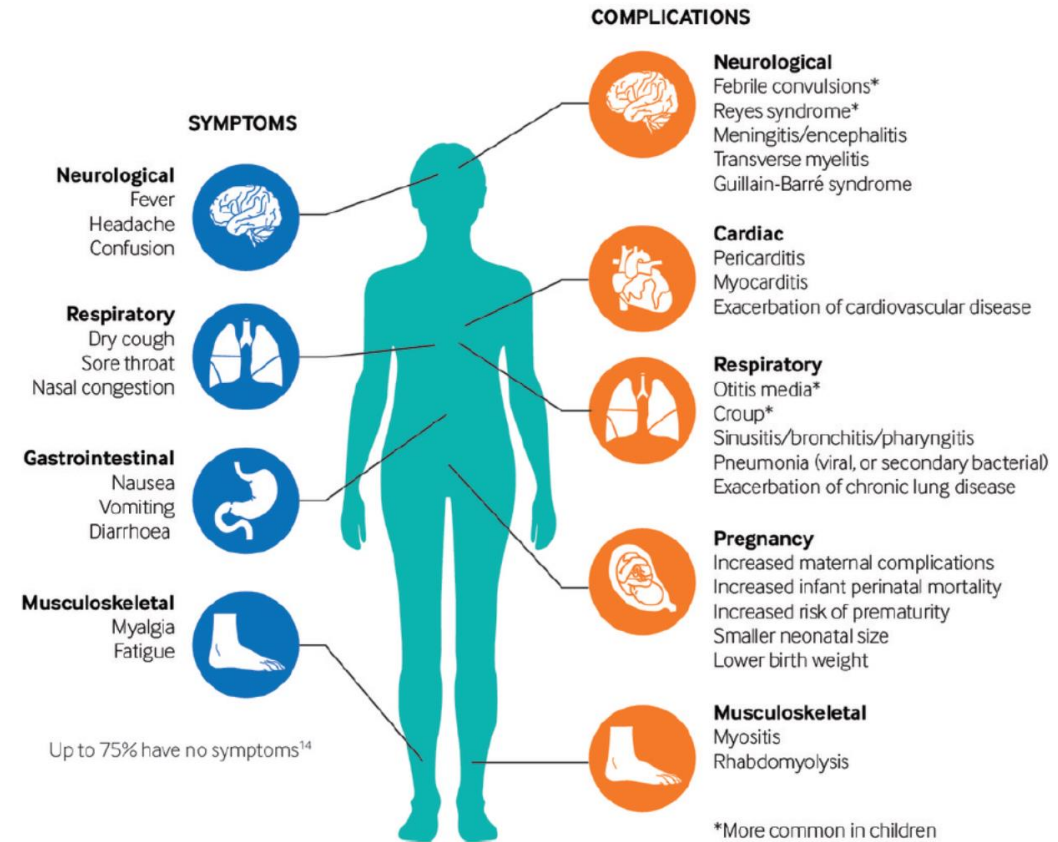 SYMPTOMS
Neurological
Fever
Headache
Confusion
Respiratory
Dry cough
Sore throat
Nasal congestion
Gastrointestinal
Nausea
Vomiting
Diarrhoea
Musculoskeletal
Myalgia
Fatigue
Up to 75% have no symptoms¹⁴
COMPLICATIONS
Neurological
Febrile convulsions*
Reyes syndrome*
Meningitis/encephalitis
Transverse myelitis
Guillain-Barré syndrome
Cardiac
Pericarditis
Myocarditis
Exacerbation of cardiovascular disease
Respiratory
Otitis media*
Croup*
Sinusitis/bronchitis/pharyngitis
Pneumonia (viral, or secondary bacterial)
Exacerbation of chronic lung disease
Pregnancy
Increased maternal complications
Increased infant perinatal mortality
Increased risk of prematurity
Smaller neonatal size
Lower birth weight
Musculoskeletal
Myositis
Rhabdomyolysis
*More common in children